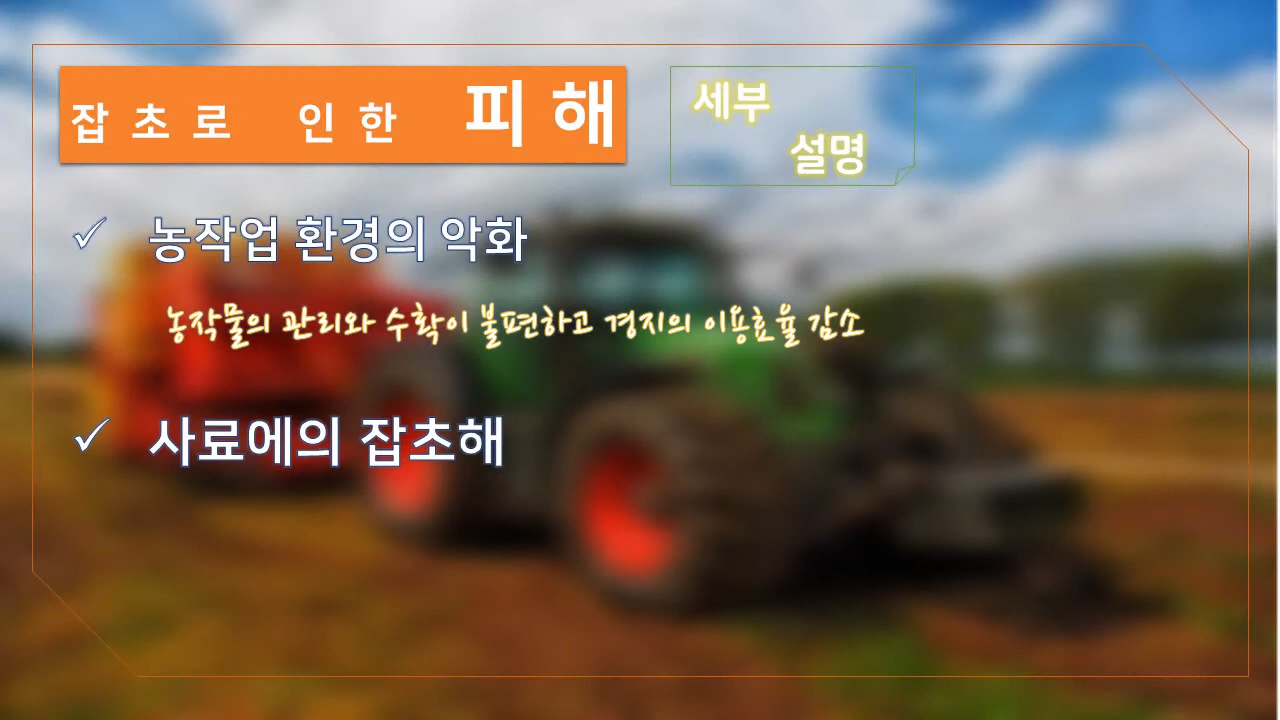 잡초로 인한 피해
세부
설명
✓ 농작업 환경의 악화
농작물의 관리와 수확이 불편하고 경지의 이용효율 감소
✓ 사료에의 잡초해